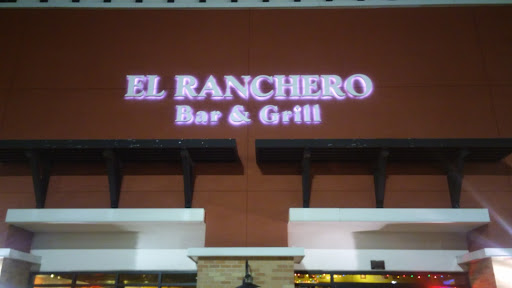 EL RANCHERO
Bar & Grill